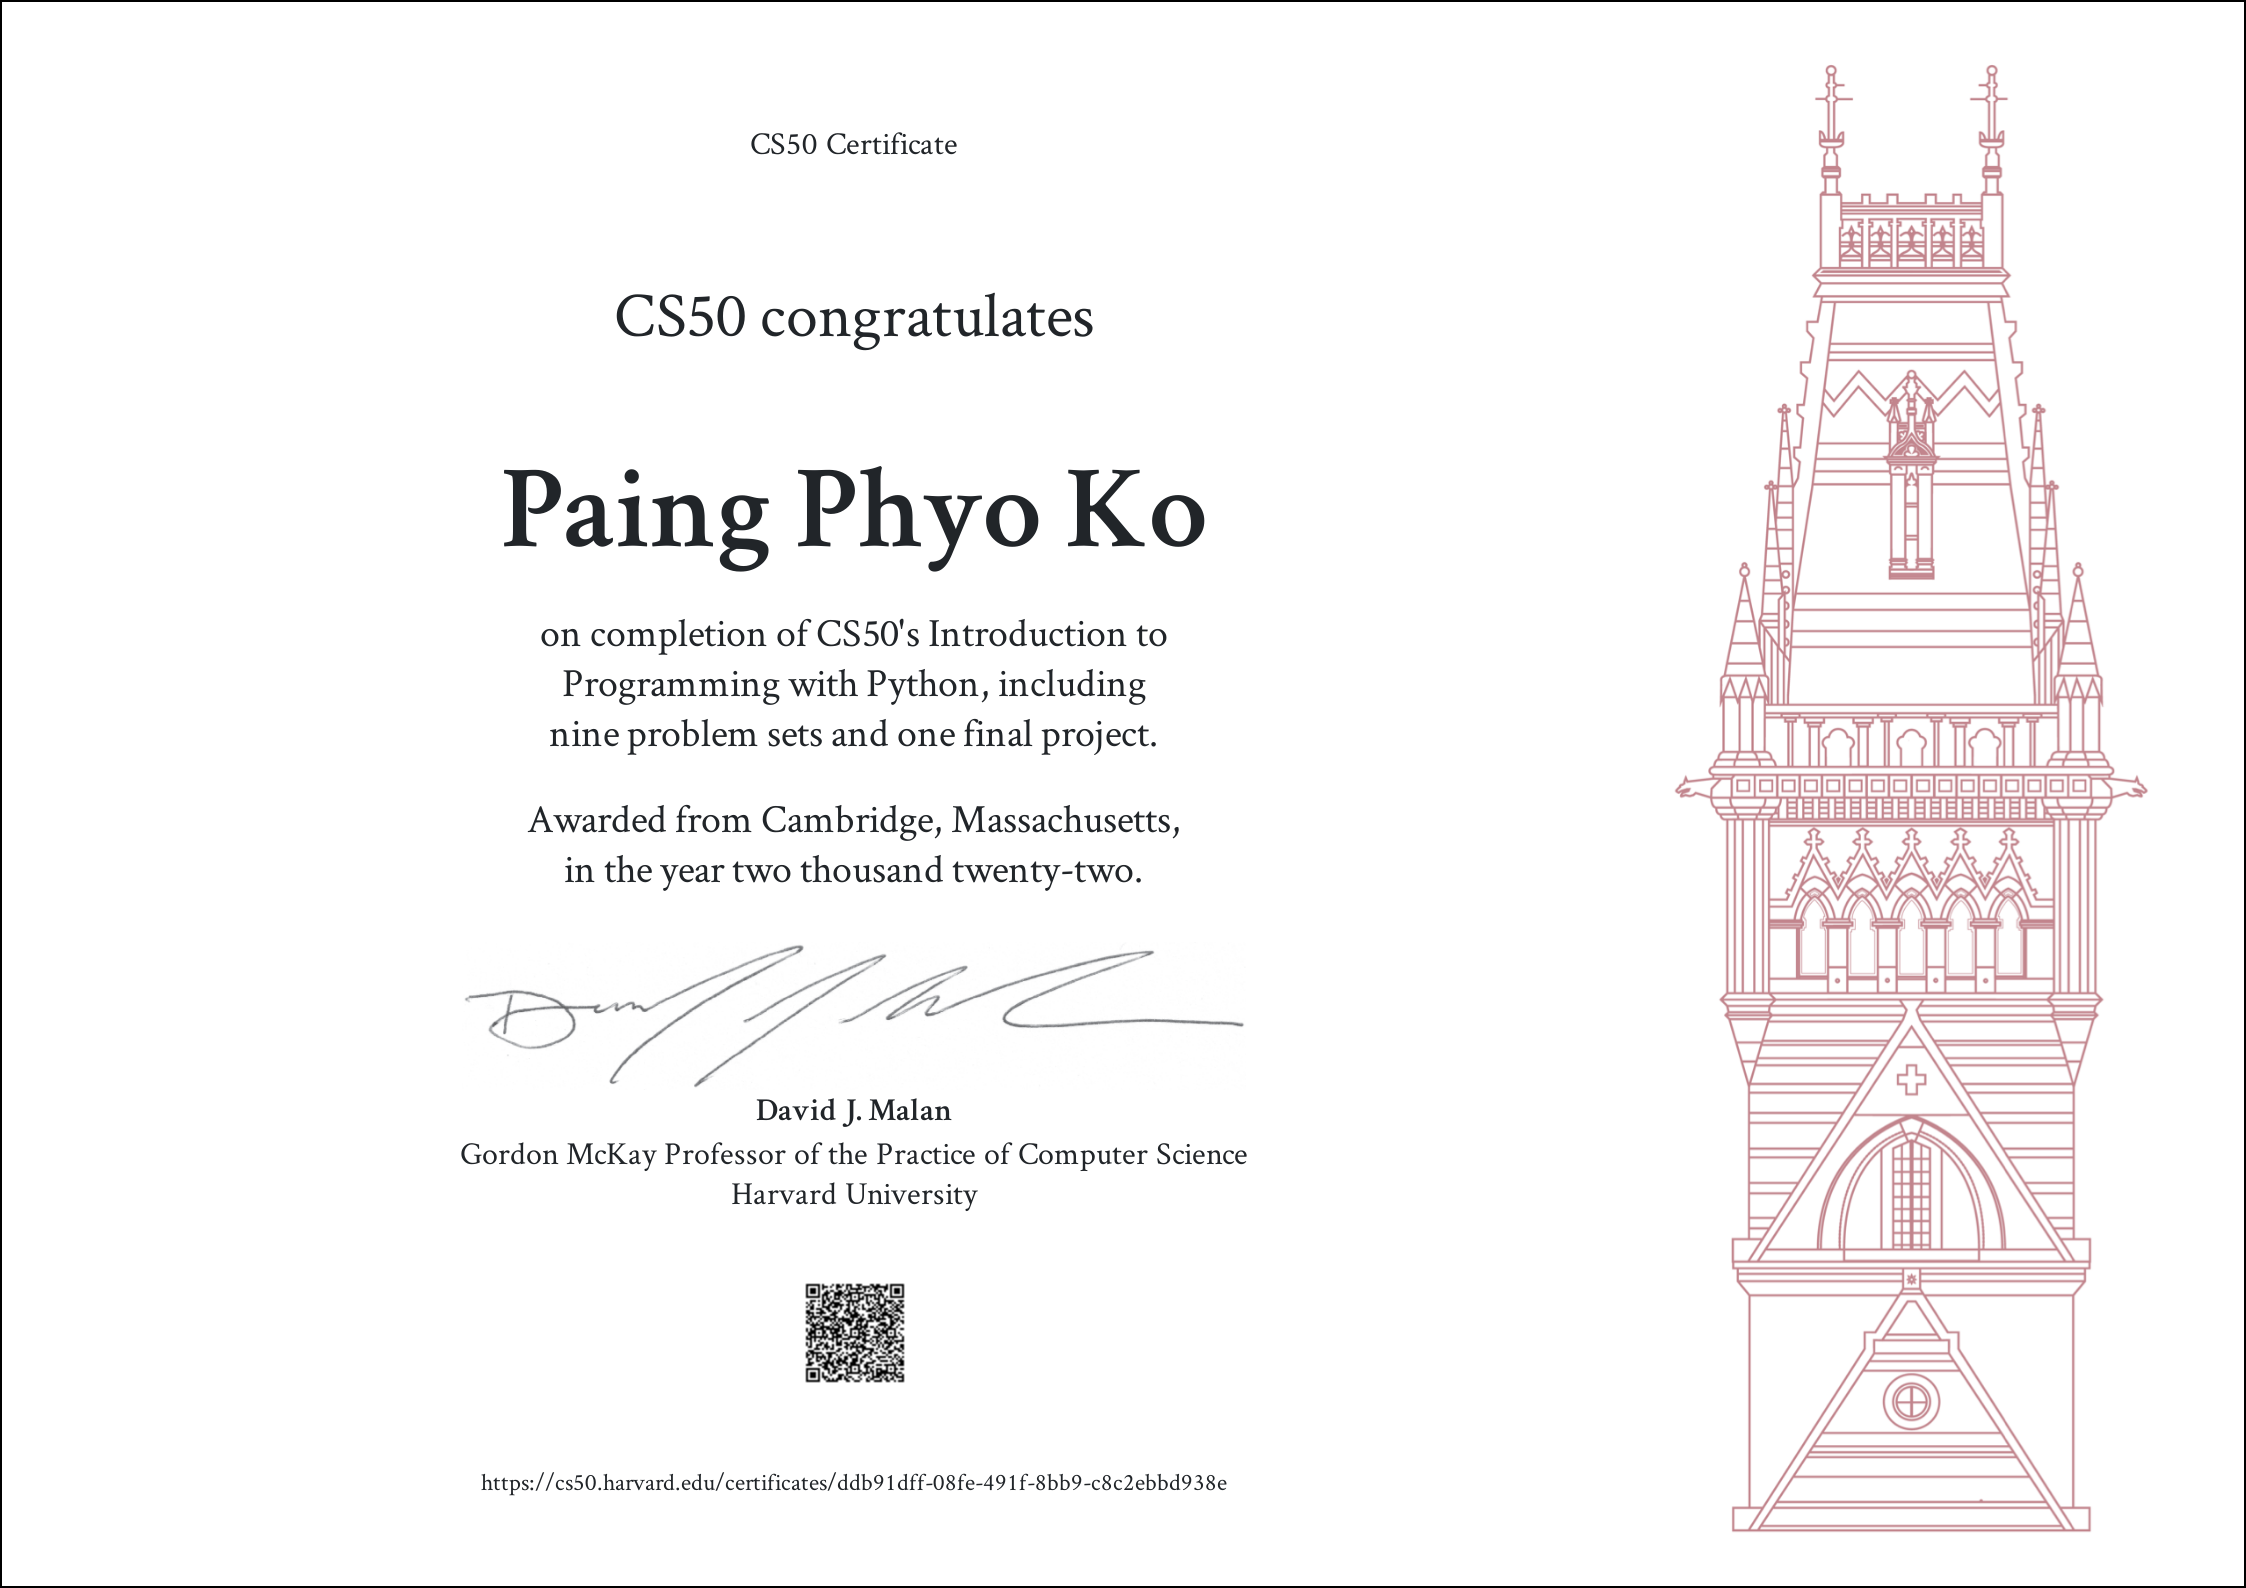 CS50 Certificate
CS50 congratulates
Paing Phyo Ko
on completion of CS50's Introduction to
Programming with Python, including
nine problem sets and one final project.
Awarded from Cambridge, Massachusetts,
in the year two thousand twenty-two.
David J. Malan
Gordon McKay Professor of the Practice of Computer Science
Harvard University
https://cs50.harvard.edu/certificates/ddb91dff-08fe-491f-8bb9-c8c2ebbd938e